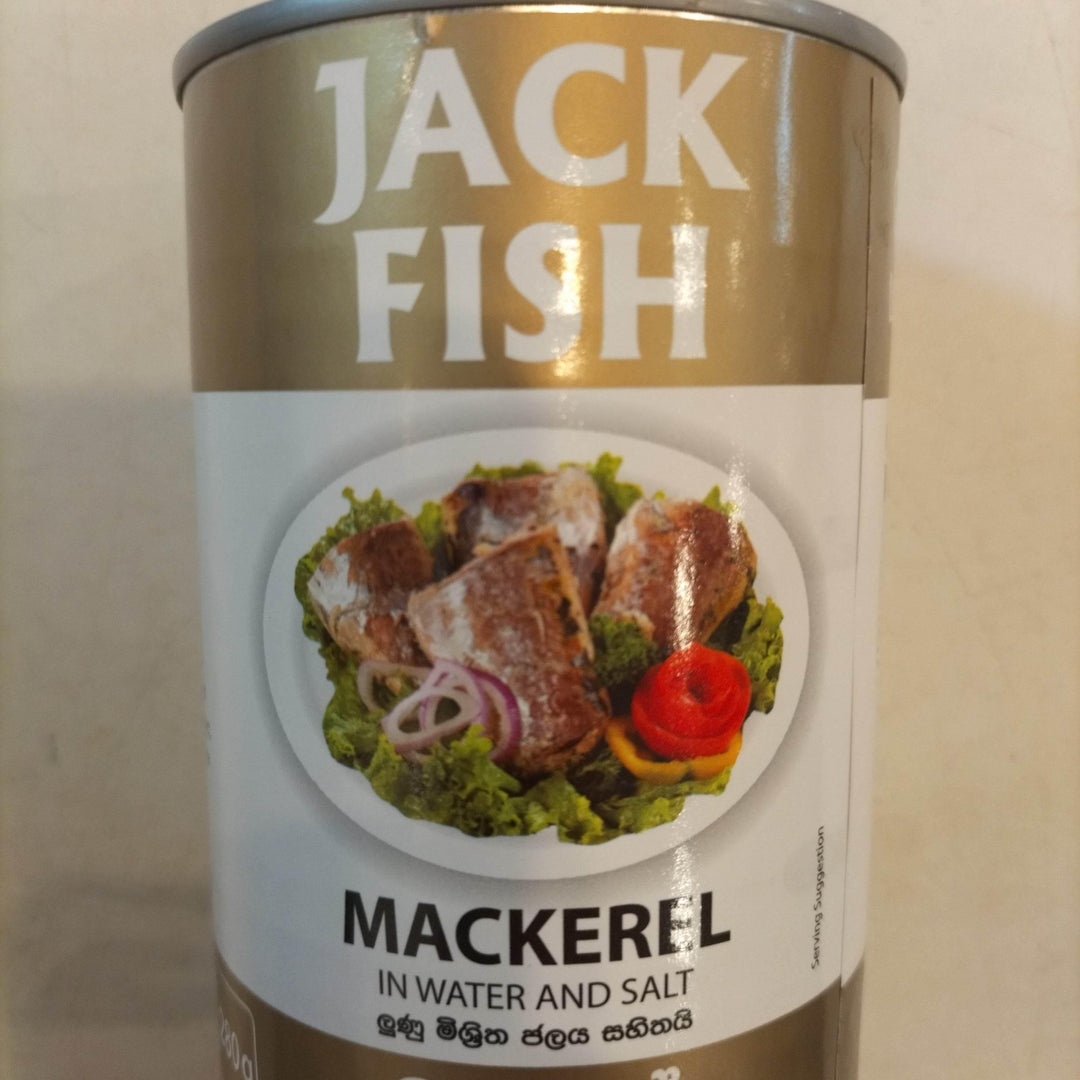 JACK
FISH
MACKEREL
IN WATER AND SALT
ලුණු මිශ්‍රිත ජලය සහිතයි
Serving Suggestion